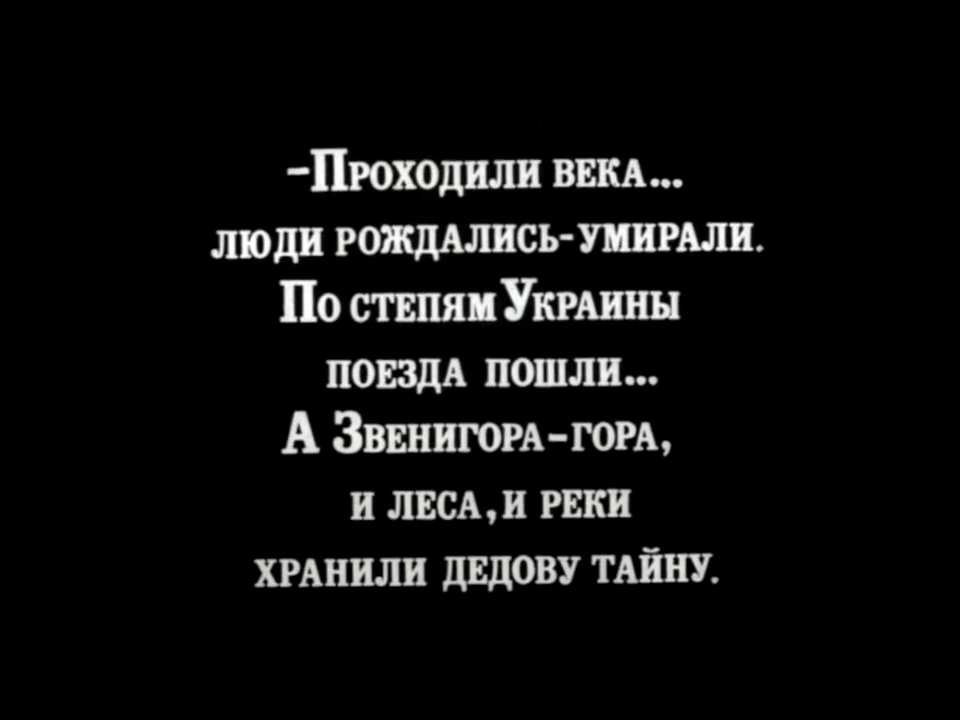 -Проходили века...
люди рождались-умирали.
По степям Украины
поезда пошли...
А Звенигора-гора,
и леса, и реки
хранили дедову тайну.